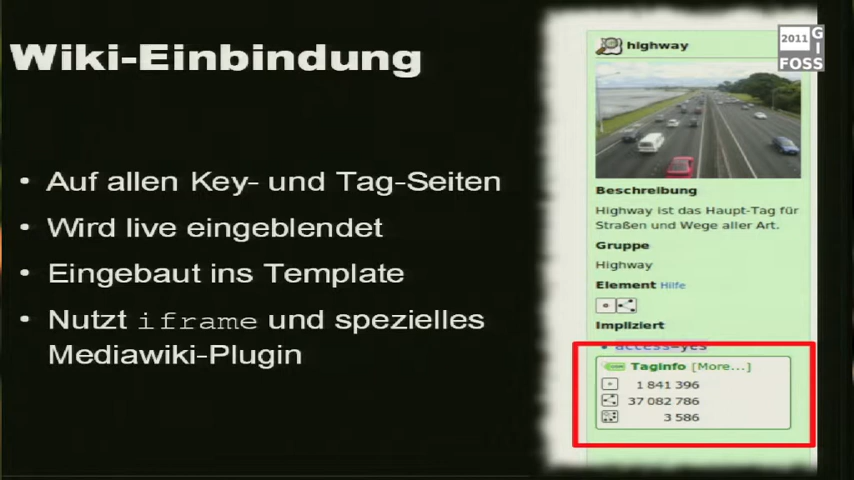 Wiki-Einbindung
• Auf allen Key- und Tag-Seiten
• Wird live eingeblendet
• Eingebaut ins Template
• Nutzt iframe und spezielles
Mediawiki-Plugin
highway
Beschreibung
Highway ist das Haupt-Tag für
Straßen und Wege aller Art.
Gruppe
Highway
Element Hilfe
Impliziert
• access=yes
Taginfo [More...]
1 841 396
37 082 786
3 586
2011
GI
FOSS